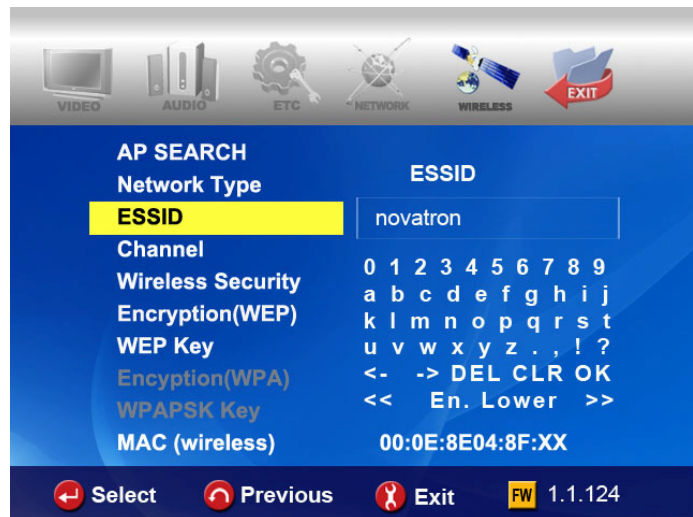 VIDEO AUDIO ETC NETWORK WIRELESS EXIT
AP SEARCH
Network Type
ESSID
Channel
Wireless Security
Encryption(WEP)
WEP Key
Encyption(WPA)
WPAPSK Key
MAC (wireless)
ESSID
novatron
0 1 2 3 4 5 6 7 8 9
a b c d e f g h i j
k l m n o p q r s t
u v w x y z . , ! ?
<- -> DEL CLR OK
<< En. Lower >>
00:0E:8E04:8F:XX
Select Previous Exit FW 1.1.124